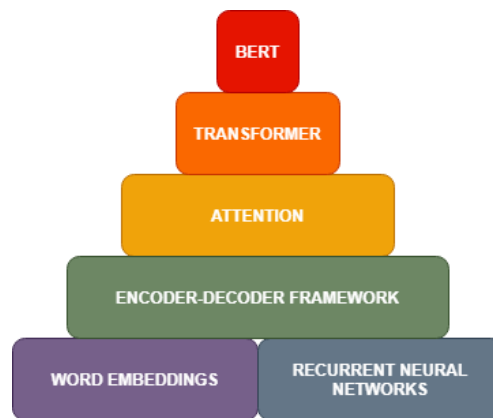 BERT
TRANSFORMER
ATTENTION
ENCODER-DECODER FRAMEWORK
WORD EMBEDDINGS
RECURRENT NEURAL
NETWORKS